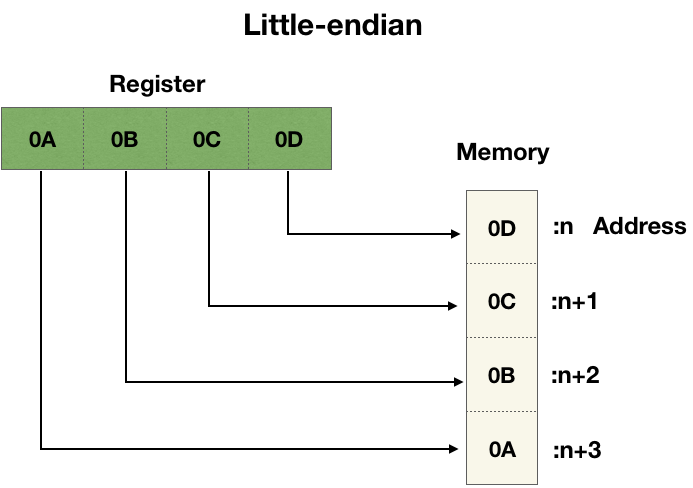 Little-endian
Register
0A 0B 0C 0D
Memory
0D :n Address
0C :n+1
0B :n+2
0A :n+3